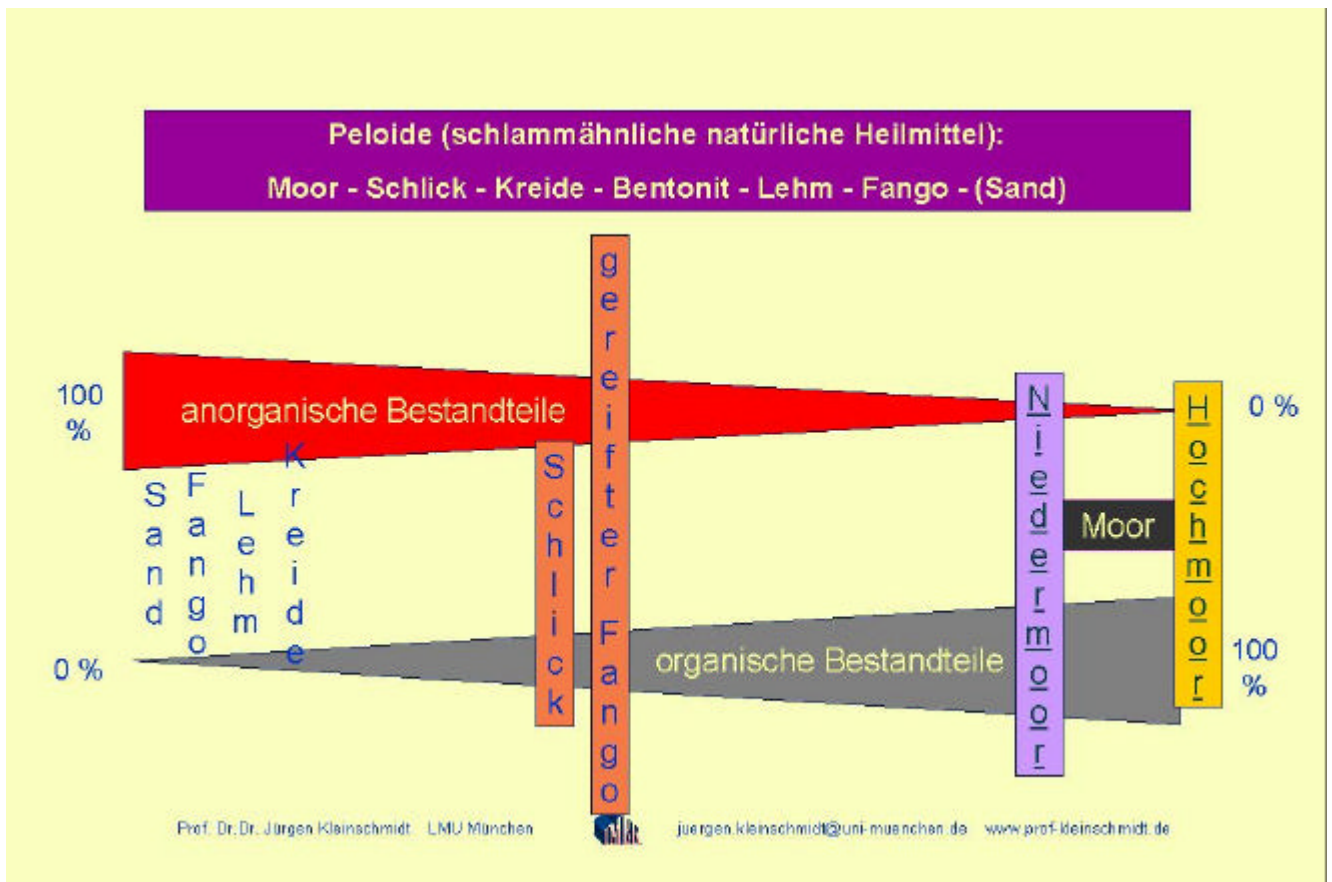 Peloide (schlammähnliche natürliche Heilmittel):
Moor - Schlick - Kreide - Bentonit - Lehm - Fango - (Sand)
100 %
anorganische Bestandteile
0 %
Sand
Fango
Lehm
Kreide
Schlick
gereifter Fango
Niedermoor
Moor
Hochmoor
0 %
organische Bestandteile
100 %
Prof. Dr. Dr. Jürgen Kleinschmidt LMU München
juergen.kleinschmidt@uni-muenchen.de www.prof-kleinschmidt.de